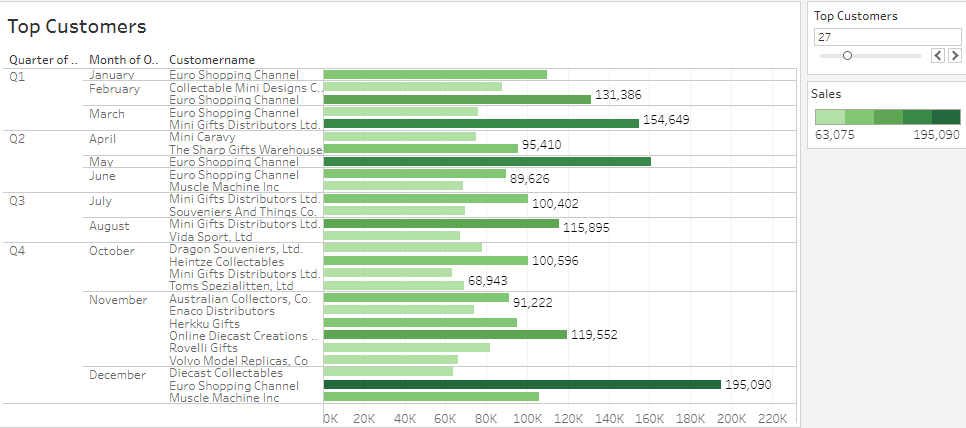 Top Customers
Quarter of .. Month of O.. Customername
Q1 January Euro Shopping Channel
February Collectable Mini Designs C..
Euro Shopping Channel 131,386
March Euro Shopping Channel
Mini Gifts Distributors Ltd. 154,649
Q2 April Mini Caravy
The Sharp Gifts Warehouse 95,410
May Euro Shopping Channel
June Euro Shopping Channel 89,626
Muscle Machine Inc
Q3 July Mini Gifts Distributors Ltd. 100,402
Souveniers And Things Co.
August Mini Gifts Distributors Ltd. 115,895
Vida Sport, Ltd
Q4 October Dragon Souveniers, Ltd.
Heintze Collectables 100,596
Mini Gifts Distributors Ltd.
Toms Spezialitten, Ltd 68,943
November Australian Collectors, Co. 91,222
Enaco Distributors
Herkku Gifts
Online Diecast Creations .. 119,552
Rovelli Gifts
Volvo Model Replicas, Co
December Diecast Collectables
Euro Shopping Channel 195,090
Muscle Machine Inc
0K 20K 40K 60K 80K 100K 120K 140K 160K 180K 200K 220K
Top Customers
27
Sales
63,075 195,090